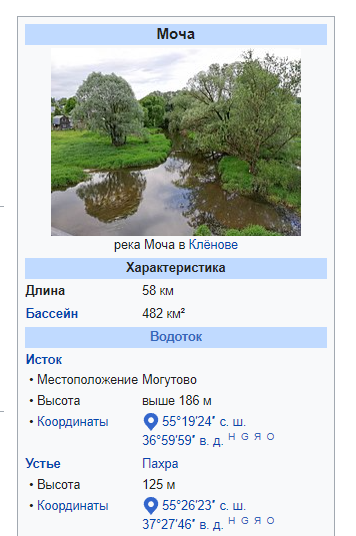 Моча
река Моча в Клёнове
Характеристика
Длина 58 км
Бассейн 482 км²
Водоток
Исток
• Местоположение Могутово
• Высота выше 186 м
• Координаты 55°19′24″ с. ш.
36°59′59″ в. д. H G Я O
Устье Пахра
• Высота 125 м
• Координаты 55°26′23″ с. ш.
37°27′46″ в. д. H G Я O